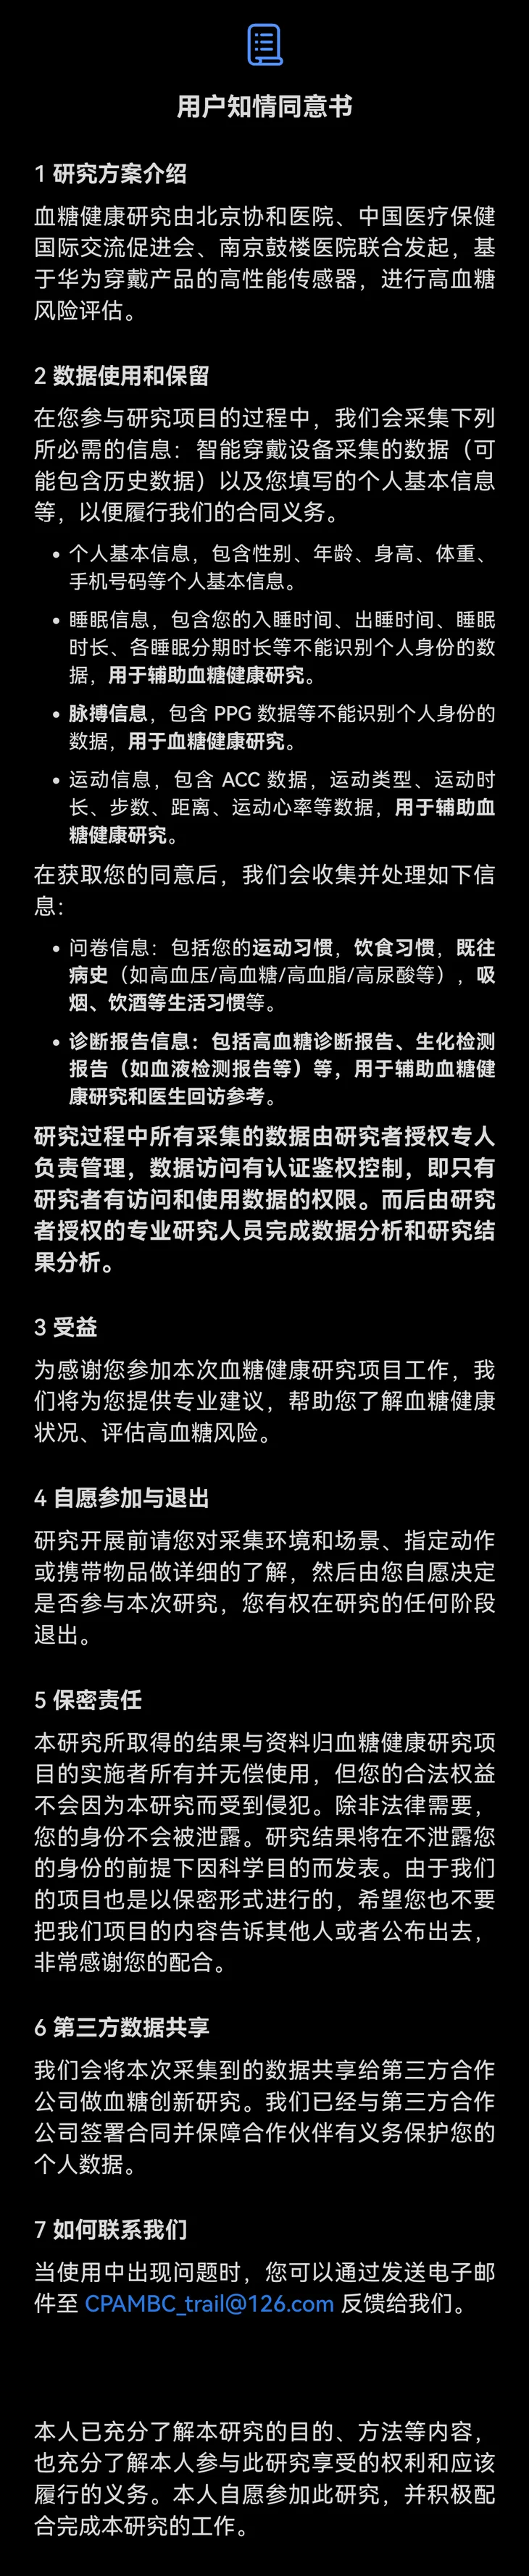 用户知情同意书
1 研究方案介绍
血糖健康研究由北京协和医院、中国医疗保健
国际交流促进会、南京鼓楼医院联合发起，基
于华为穿戴产品的高性能传感器，进行高血糖
风险评估。
2 数据使用和保留
在您参与研究项目的过程中，我们会采集下列
所必需的信息：智能穿戴设备采集的数据（可
能包含历史数据）以及您填写的个人基本信息
等，以便履行我们的合同义务。
• 个人基本信息，包含性别、年龄、身高、体重、
手机号码等个人基本信息。
• 睡眠信息，包含您的入睡时间、出睡时间、睡眠
时长、各睡眠分期时长等不能识别个人身份的数
据，用于辅助血糖健康研究。
• 脉搏信息，包含 PPG 数据等不能识别个人身份的
数据，用于血糖健康研究。
• 运动信息，包含 ACC 数据，运动类型、运动时
长、步数、距离、运动心率等数据，用于辅助血
糖健康研究。
在获取您的同意后，我们会收集并处理如下信
息：
• 问卷信息：包括您的运动习惯，饮食习惯，既往
病史（如高血压/高血糖/高血脂/高尿酸等），吸
烟、饮酒等生活习惯等。
• 诊断报告信息：包括高血糖诊断报告、生化检测
报告（如血液检测报告等）等，用于辅助血糖健
康研究和医生回访参考。
研究过程中所有采集的数据由研究者授权专人
负责管理，数据访问有认证鉴权控制，即只有
研究者有访问和使用数据的权限。而后由研究
者授权的专业研究人员完成数据分析和研究结
果分析。
3 受益
为感谢您参加本次血糖健康研究项目工作，我
们将为您提供专业建议，帮助您了解血糖健康
状况、评估高血糖风险。
4 自愿参加与退出
研究开展前请您对采集环境和场景、指定动作
或携带物品做详细的了解，然后由您自愿决定
是否参与本次研究，您有权在研究的任何阶段
退出。
5 保密责任
本研究所取得的结果与资料归血糖健康研究项
目的实施者所有并无偿使用，但您的合法权益
不会因为本研究而受到侵犯。除非法律需要，
您的身份不会被泄露。研究结果将在不泄露您
的身份的前提下因科学目的而发表。由于我们
的项目也是以保密形式进行的，希望您也不要
把我们项目的内容告诉其他人或者公布出去，
非常感谢您的配合。
6 第三方数据共享
我们会将本次采集到的数据共享给第三方合作
公司做血糖创新研究。我们已经与第三方合作
公司签署合同并保障合作伙伴有义务保护您的
个人数据。
7 如何联系我们
当使用中出现问题时，您可以通过发送电子邮
件至 CPAMBC_trail@126.com 反馈给我们。
本人已充分了解本研究的目的、方法等内容，
也充分了解本人参与此研究享受的权利和应该
履行的义务。本人自愿参加此研究，并积极配
合完成本研究的工作。